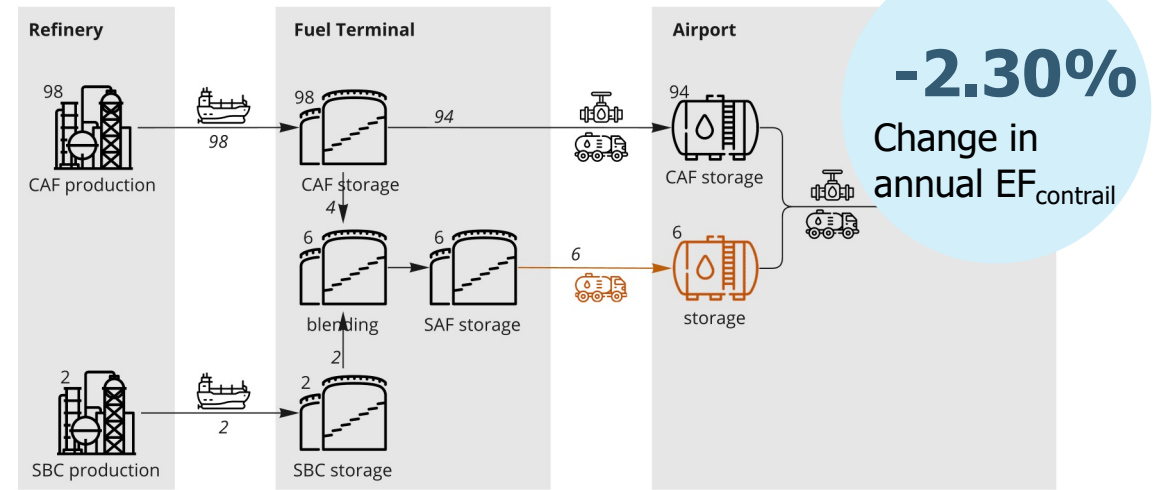 Refinery
Fuel Terminal
Airport
-2.30%
Change in
annual EFcontrail
98
98
98
94
94
CAF production
CAF storage
CAF storage
4
6
6
6
6
blending
SAF storage
storage
2
2
2
2
SBC production
SBC storage